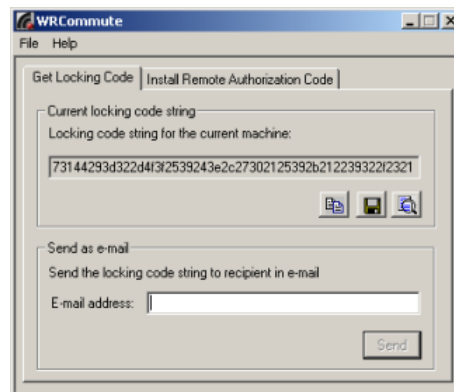 WRCommute
File Help
Get Locking Code Install Remote Authorization Code
Current locking code string
Locking code string for the current machine:
73144293d322d4f3f2539243e2c27302125392b212239322f2321
Send as e-mail
Send the locking code string to recipient in e-mail
E-mail address:
Send